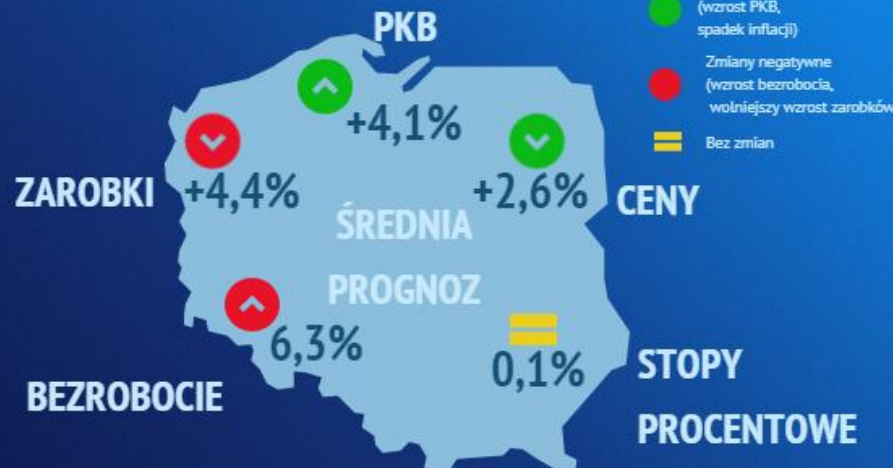 PKB
(wzrost PKB,
spadek inflacji)
Zmiany negatywne
(wzrost bezrobocia,
wolniejszy wzrost zarobków
Bez zmian
+4,1%
ZAROBKI
+4,4%
+2,6%
CENY
ŚREDNIA
PROGNOZ
6,3%
0,1%
BEZROBOCIE
STOPY
PROCENTOWE